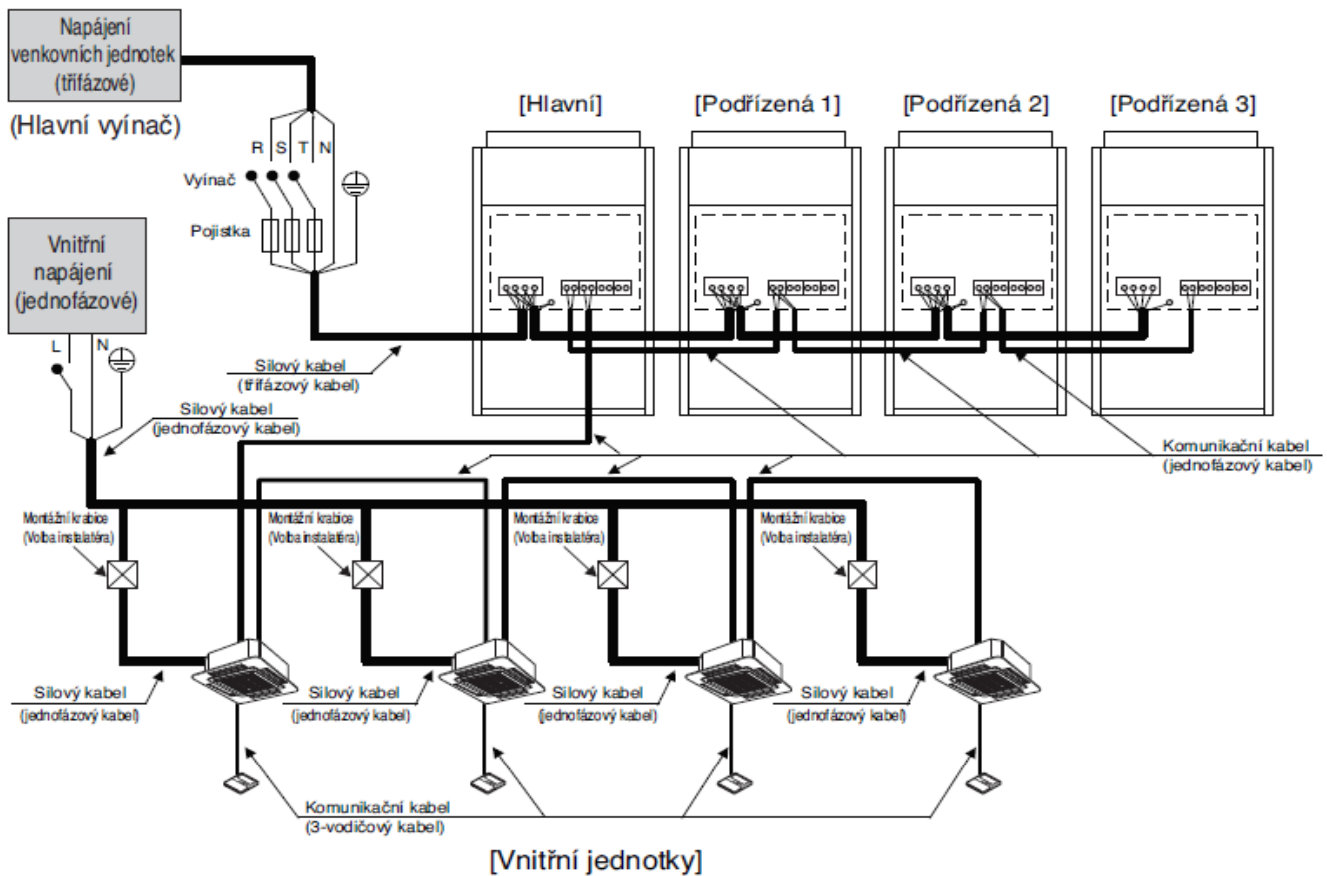 Napájení
venkovních jednotek
(třífázové)
(Hlavní vyínač)
R S T N
Vyínač
Pojistka
[Hlavní]
[Podřízená 1]
[Podřízená 2]
[Podřízená 3]
Vnitřní
napájení
(jednofázové)
L N
Silový kabel
(třífázový kabel)
Silový kabel
(jednofázový kabel)
Komunikační kabel
(jednofázový kabel)
Montážní krabice
(Volba instalatéra)
Montážní krabice
(Volba instalatéra)
Montážní krabice
(Volba instalatéra)
Montážní krabice
(Volba instalatéra)
Silový kabel
(jednofázový kabel)
Silový kabel
(jednofázový kabel)
Silový kabel
(jednofázový kabel)
Silový kabel
(jednofázový kabel)
Komunikační kabel
(3-vodičový kabel)
[Vnitřní jednotky]